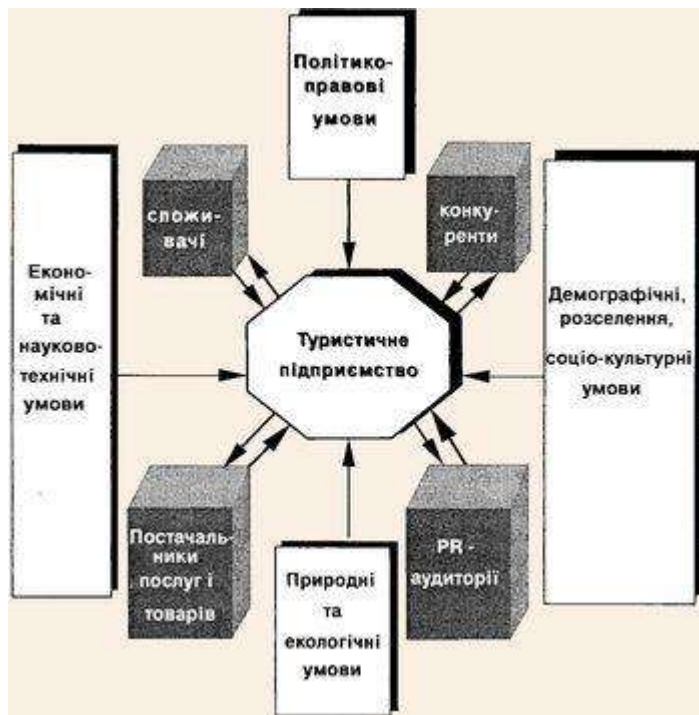 Політико-
правові
умови
споживи-
вачі
конку-
ренти
Еконо-
мічні
та
науково-
технічні
умови
Туристичне
підприємство
Демографічні,
розселення,
соціо-культурні
умови
Постачаль-
ники
послуг і
товарів
Природні
та
екологічні
умови
PR -
аудиторії